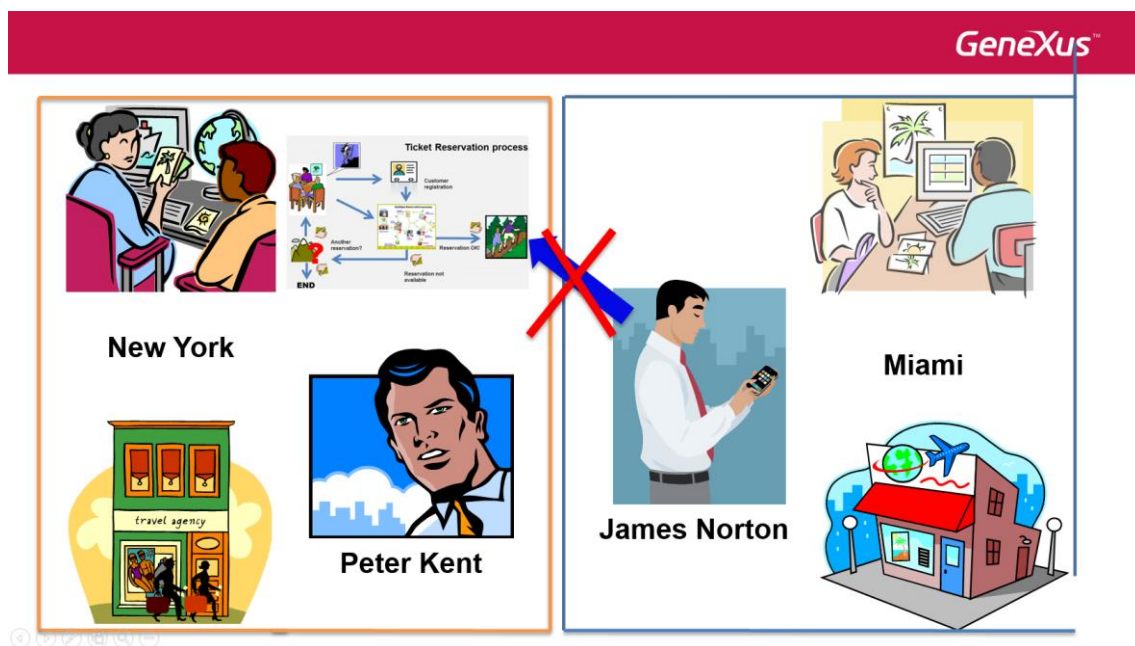 GeneXus™
Ticket Reservation process
Customer
registration
Another
reservation?
Reservation OK!
Reservation not
available
END
New York
travel agency
Peter Kent
James Norton
Miami